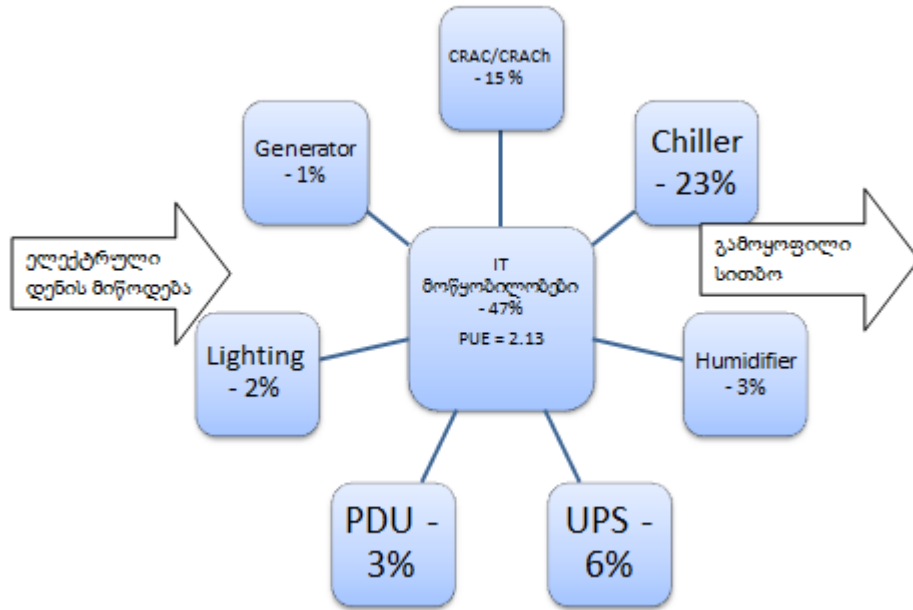 CRAC/CRACh
- 15 %
Generator
- 1%
Chiller
- 23%
ელექტრული
დენის მიწოდება
IT
მოწყობილობები
- 47%
PUE = 2.13
გამოყოფილი
სითბო
Lighting
- 2%
Humidifier
- 3%
PDU -
3%
UPS -
6%